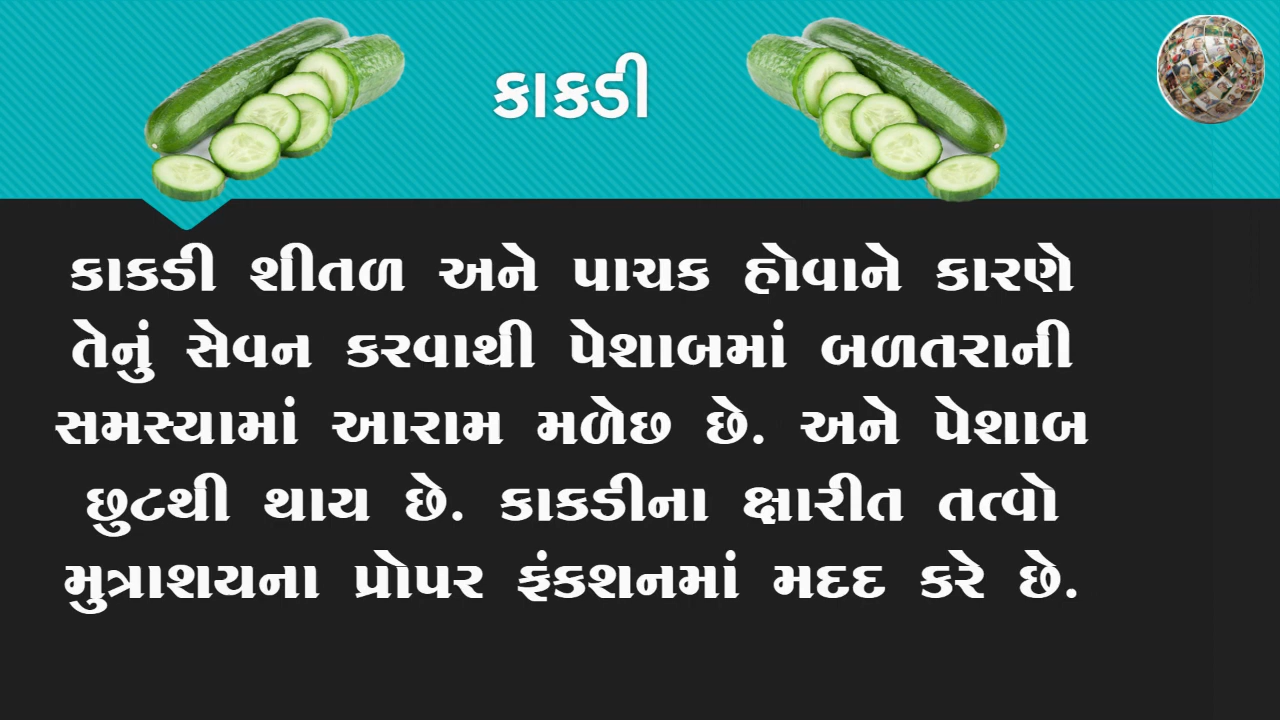 કાકડી
કાકડી શીતળ અને પાચક હોવાને કારણે
તેનું સેવન કરવાથી પેશાબમાં બળતરાની
સમસ્યામાં આરામ મળેછ છે. અને પેશાબ
છુટથી થાય છે. કાકડીના ક્ષારીત તત્વો
મુત્રાશયના પ્રોપર ફંકશનમાં મદદ કરે છે.